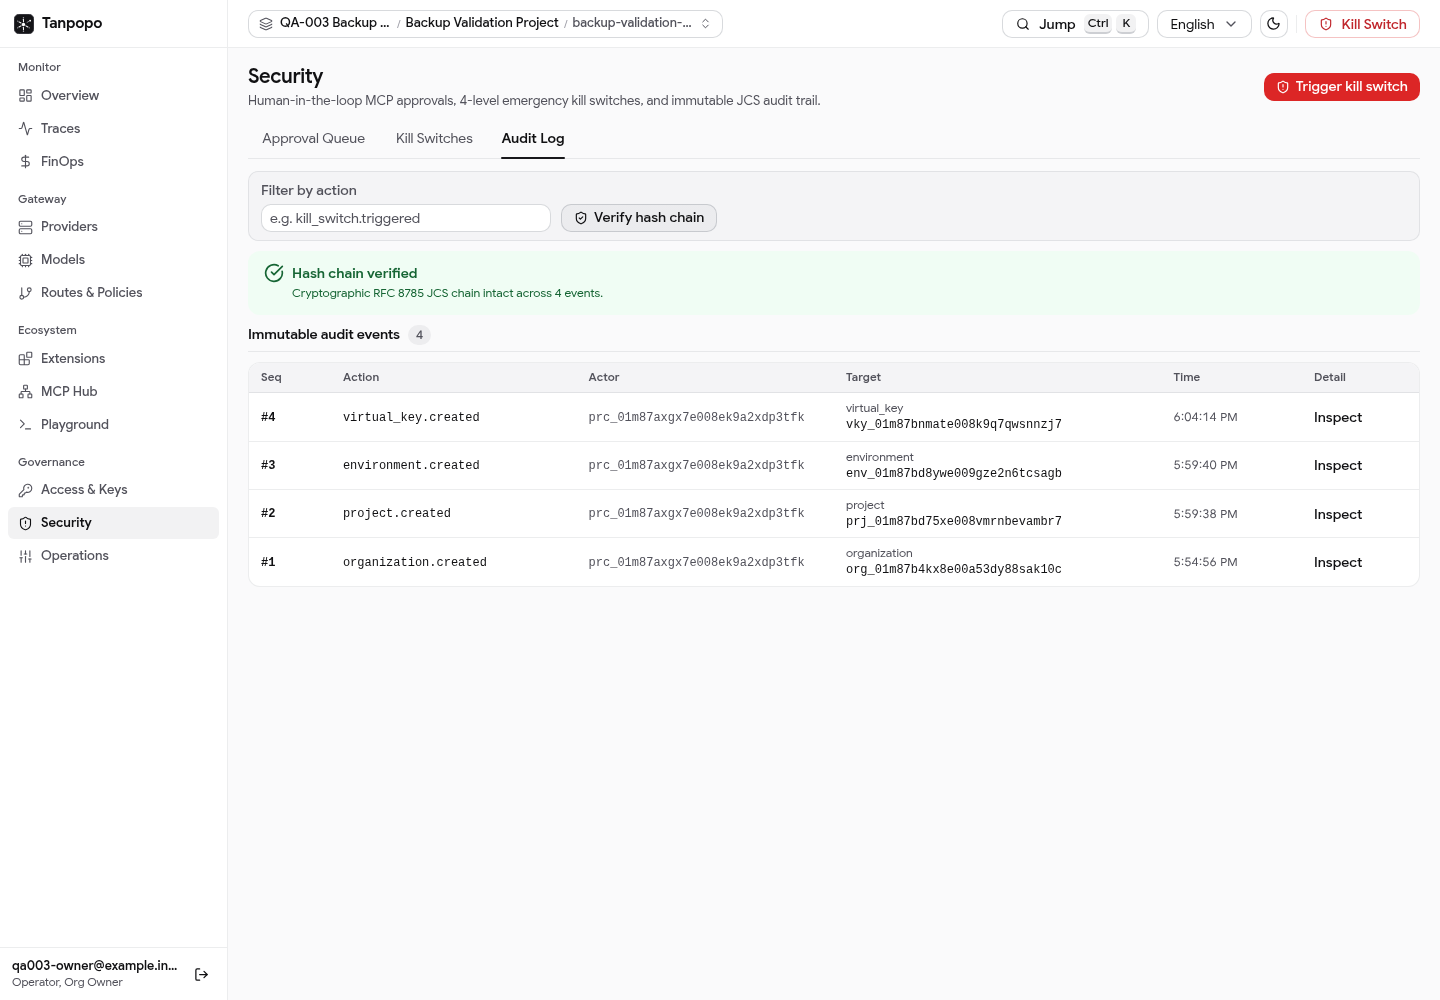 Tanpopo
QA-003 Backup ... / Backup Validation Project / backup-validation-...
Jump Ctrl K
English
Kill Switch
Monitor
Overview
Traces
FinOps
Gateway
Providers
Models
Routes & Policies
Ecosystem
Extensions
MCP Hub
Playground
Governance
Access & Keys
Security
Operations
qa003-owner@example.in...
Operator, Org Owner
Security
Human-in-the-loop MCP approvals, 4-level emergency kill switches, and immutable JCS audit trail.
Trigger kill switch
Approval Queue Kill Switches Audit Log
Filter by action
e.g. kill_switch.triggered
Verify hash chain
Hash chain verified
Cryptographic RFC 8785 JCS chain intact across 4 events.
Immutable audit events 4
Seq Action Actor Target Time Detail
#4 virtual_key.created prc_01m87axgx7e008ek9a2xdp3tfk virtual_key vky_01m87bnmate008k9q7qwsnnzj7 6:04:14 PM Inspect
#3 environment.created prc_01m87axgx7e008ek9a2xdp3tfk environment env_01m87bd8ywe009gze2n6tcsagb 5:59:40 PM Inspect
#2 project.created prc_01m87axgx7e008ek9a2xdp3tfk project prj_01m87bd75xe008vmrnbevambr7 5:59:38 PM Inspect
#1 organization.created prc_01m87axgx7e008ek9a2xdp3tfk organization org_01m87b4kx8e00a53dy88sak10c 5:54:56 PM Inspect